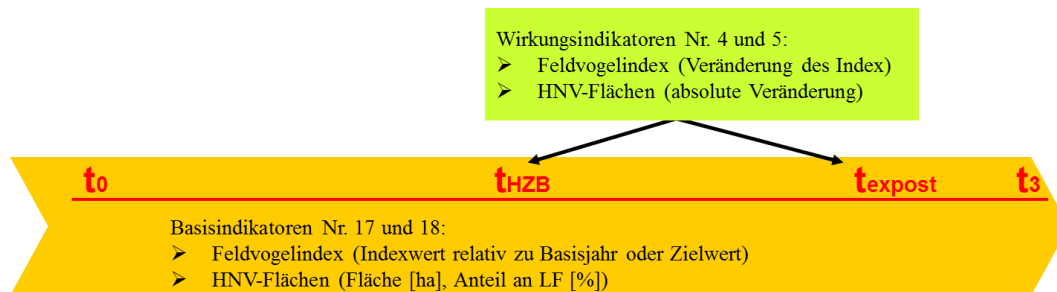 Wirkungsindikatoren Nr. 4 und 5:
➢ Feldvogelindex (Veränderung des Index)
➢ HNV-Flächen (absolute Veränderung)
t0 tHZB texpost t3
Basisindikatoren Nr. 17 und 18:
➢ Feldvogelindex (Indexwert relativ zu Basisjahr oder Zielwert)
➢ HNV-Flächen (Fläche [ha], Anteil an LF [%])